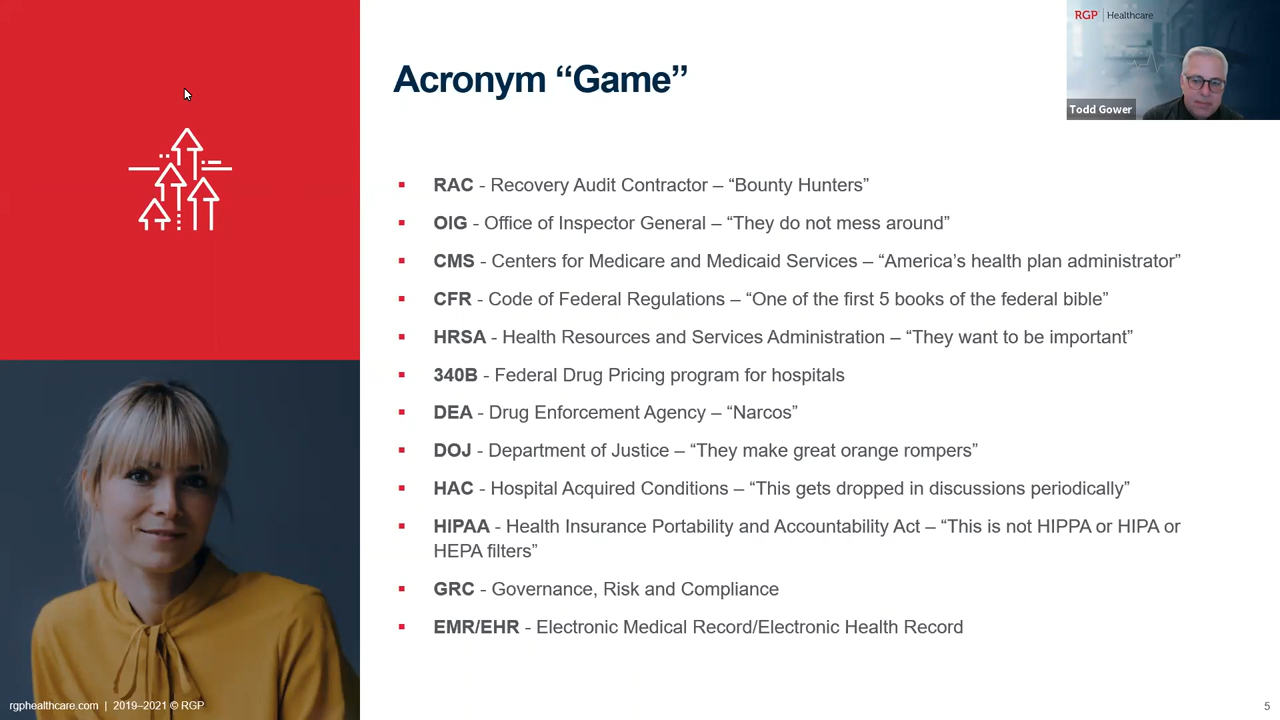 RGP | Healthcare
Todd Gower
Acronym “Game”
▪ RAC - Recovery Audit Contractor – “Bounty Hunters”
▪ OIG - Office of Inspector General – “They do not mess around”
▪ CMS - Centers for Medicare and Medicaid Services – “America’s health plan administrator”
▪ CFR - Code of Federal Regulations – “One of the first 5 books of the federal bible”
▪ HRSA - Health Resources and Services Administration – “They want to be important”
▪ 340B - Federal Drug Pricing program for hospitals
▪ DEA - Drug Enforcement Agency – “Narcos”
▪ DOJ - Department of Justice – “They make great orange rompers”
▪ HAC - Hospital Acquired Conditions – “This gets dropped in discussions periodically”
▪ HIPAA - Health Insurance Portability and Accountability Act – “This is not HIPPA or HIPA or
HEPA filters”
▪ GRC - Governance, Risk and Compliance
▪ EMR/EHR - Electronic Medical Record/Electronic Health Record
rgphealthcare.com | 2019–2021 © RGP
5